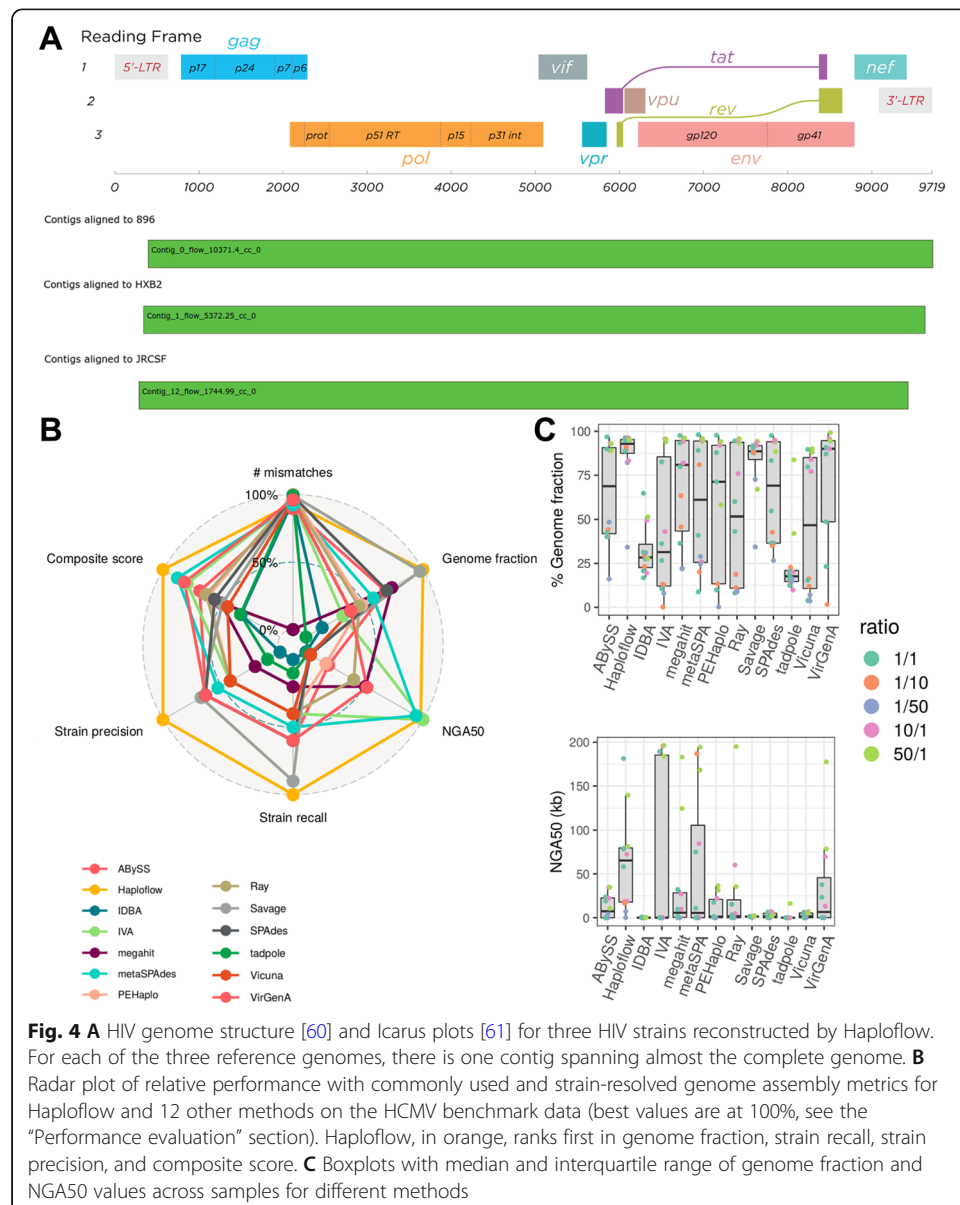 A
Reading Frame
gag
1
5'-LTR
p17
p24
p7
p6
vif
tat
nef
2
vpu
rev
3'-LTR
3
prot
p51 RT
p15
p31 int
gp120
gp41
pol
vpr
env
0
1000
2000
3000
4000
5000
6000
7000
8000
9000
9719
Contigs aligned to 896
Contig_0_flow_10371.4_cc_0
Contigs aligned to HXB2
Contig_1_flow_5372.25_cc_0
Contigs aligned to JRCSF
Contig_12_flow_1744.99_cc_0
B
# mismatches
100%
50%
0%
Composite score
Genome fraction
Strain precision
NGA50
Strain recall
ABySS
Haploflow
IDBA
IVA
megahit
metaSPAdes
PEHaplo
Ray
Savage
SPAdes
tadpole
Vicuna
VirGenA
C
% Genome fraction
100
75
50
25
0
ABySS
Haploflow
IDBA
IVA
megahit
metaSPA
PEHaplo
Ray
Savage
SPAdes
tadpole
Vicuna
VirGenA
ratio
1/1
1/10
1/50
10/1
50/1
NGA50 (kb)
200
150
100
50
0
ABySS
Haploflow
IDBA
IVA
megahit
metaSPA
PEHaplo
Ray
Savage
SPAdes
tadpole
Vicuna
VirGenA
Fig. 4 A HIV genome structure [60] and Icarus plots [61] for three HIV strains reconstructed by Haploflow.
For each of the three reference genomes, there is one contig spanning almost the complete genome. B
Radar plot of relative performance with commonly used and strain-resolved genome assembly metrics for
Haploflow and 12 other methods on the HCMV benchmark data (best values are at 100%, see the
"Performance evaluation" section). Haploflow, in orange, ranks first in genome fraction, strain recall, strain
precision, and composite score. C Boxplots with median and interquartile range of genome fraction and
NGA50 values across samples for different methods